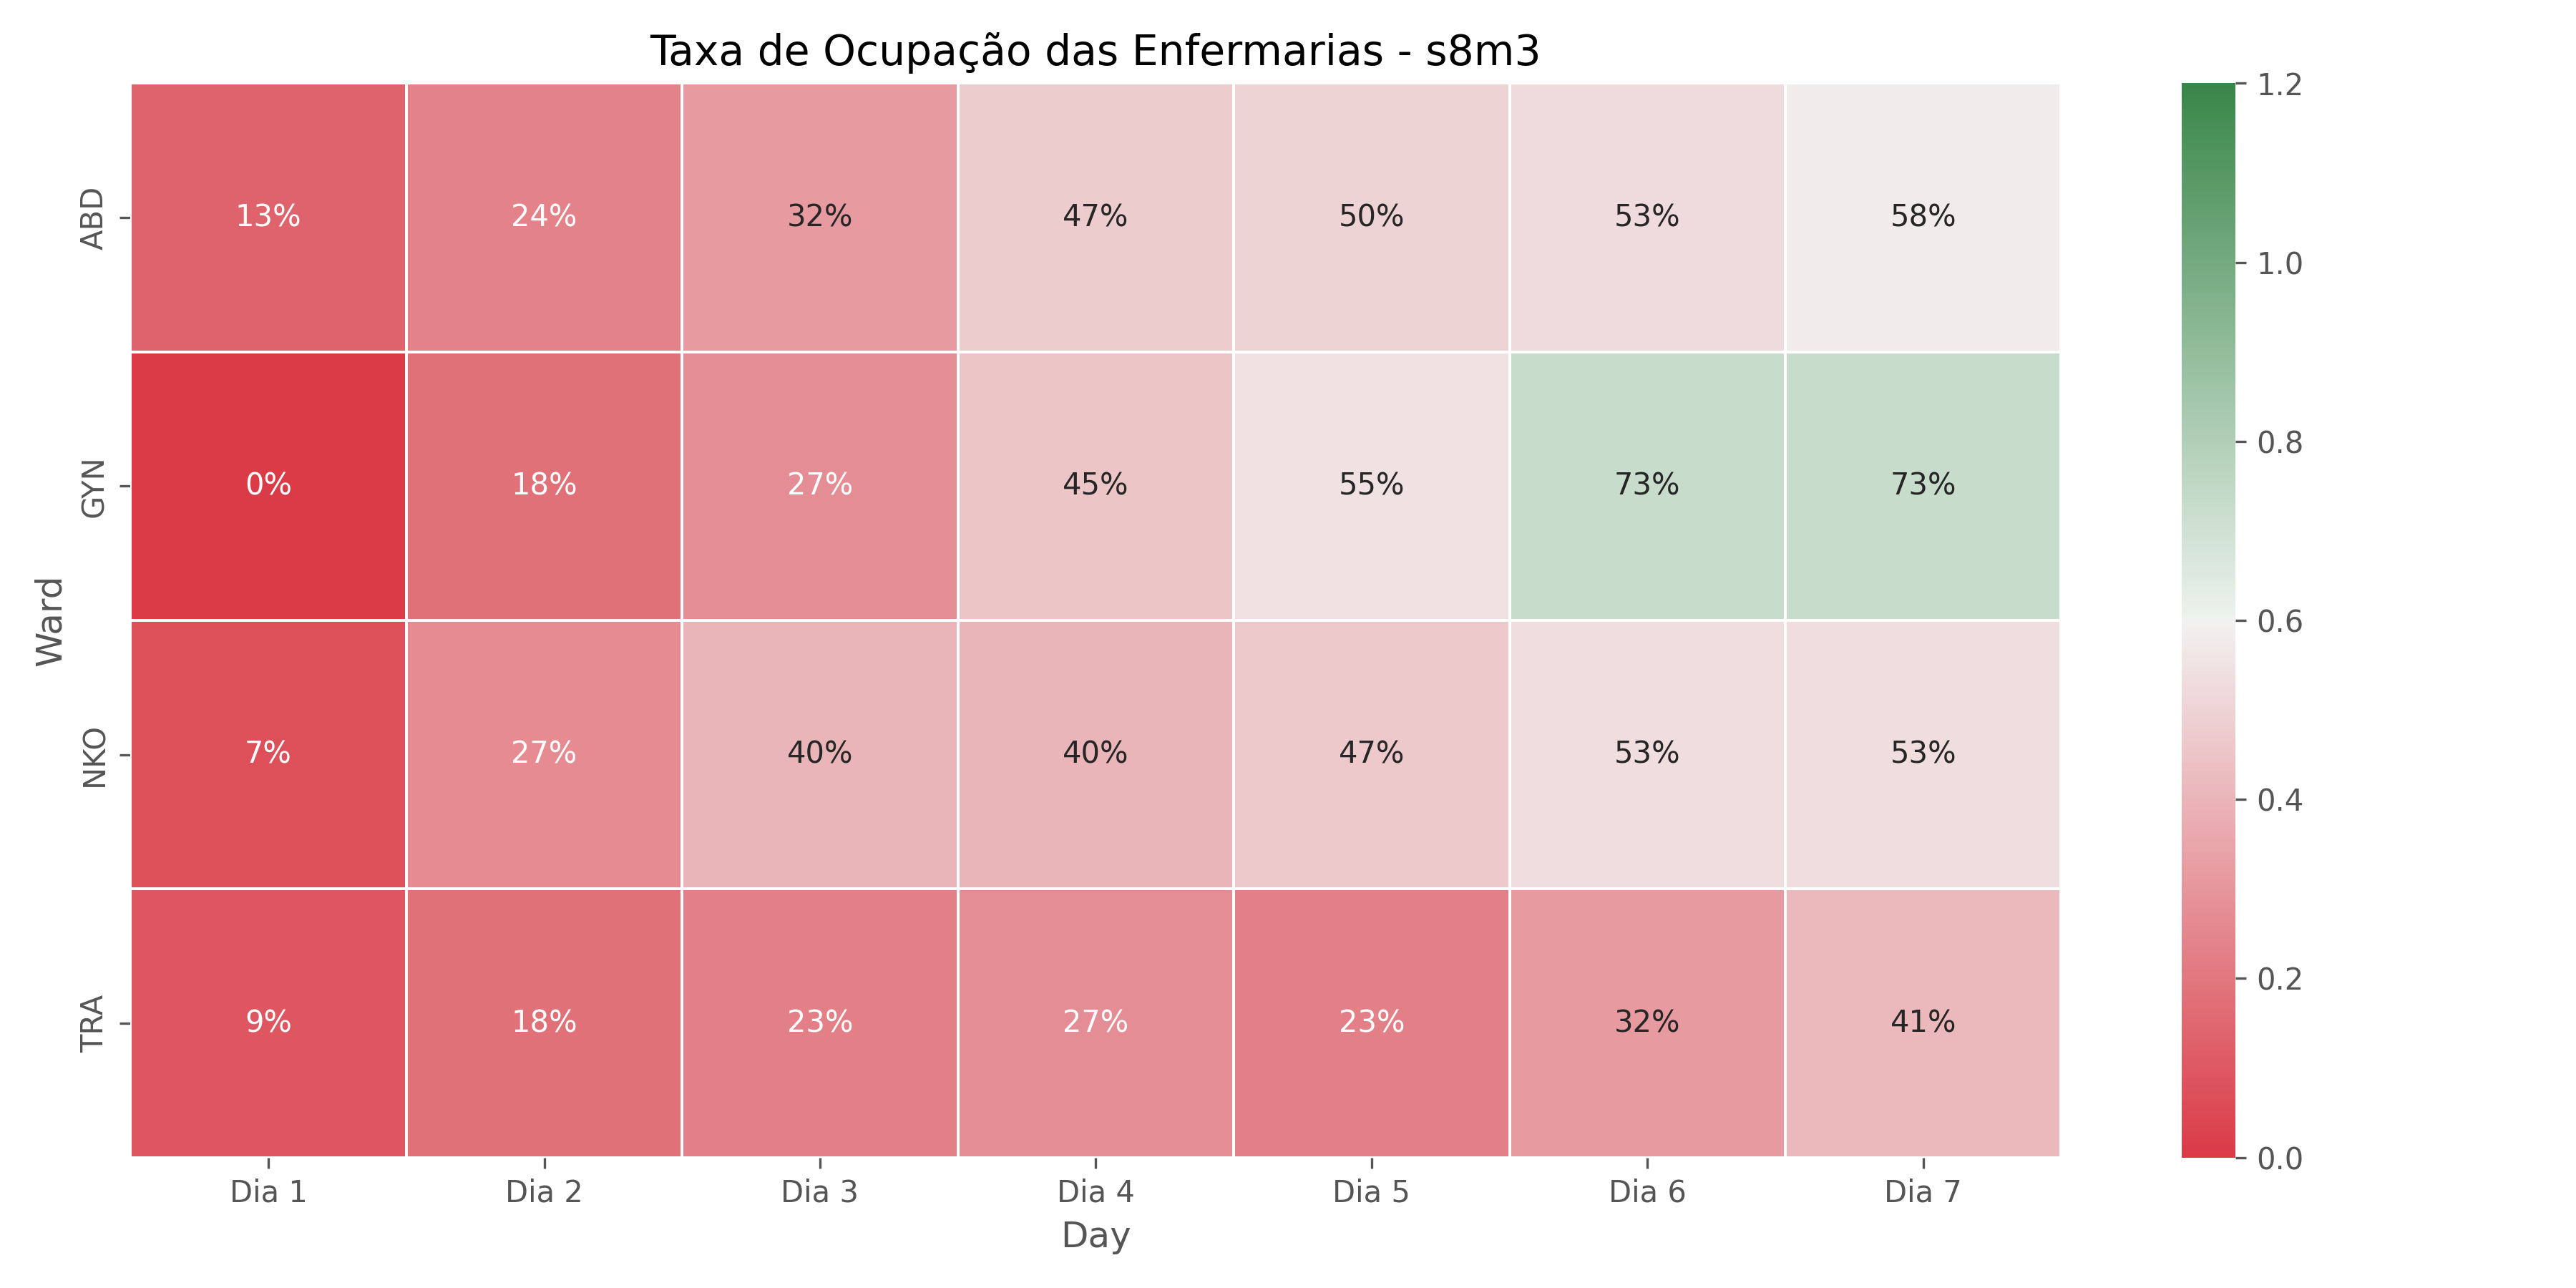 Taxa de Ocupação das Enfermarias - s8m3
Ward
ABD
13% 24% 32% 47% 50% 53% 58%
GYN
0% 18% 27% 45% 55% 73% 73%
NKO
7% 27% 40% 40% 47% 53% 53%
TRA
9% 18% 23% 27% 23% 32% 41%
Dia 1 Dia 2 Dia 3 Dia 4 Dia 5 Dia 6 Dia 7
Day
1.2
1.0
0.8
0.6
0.4
0.2
0.0